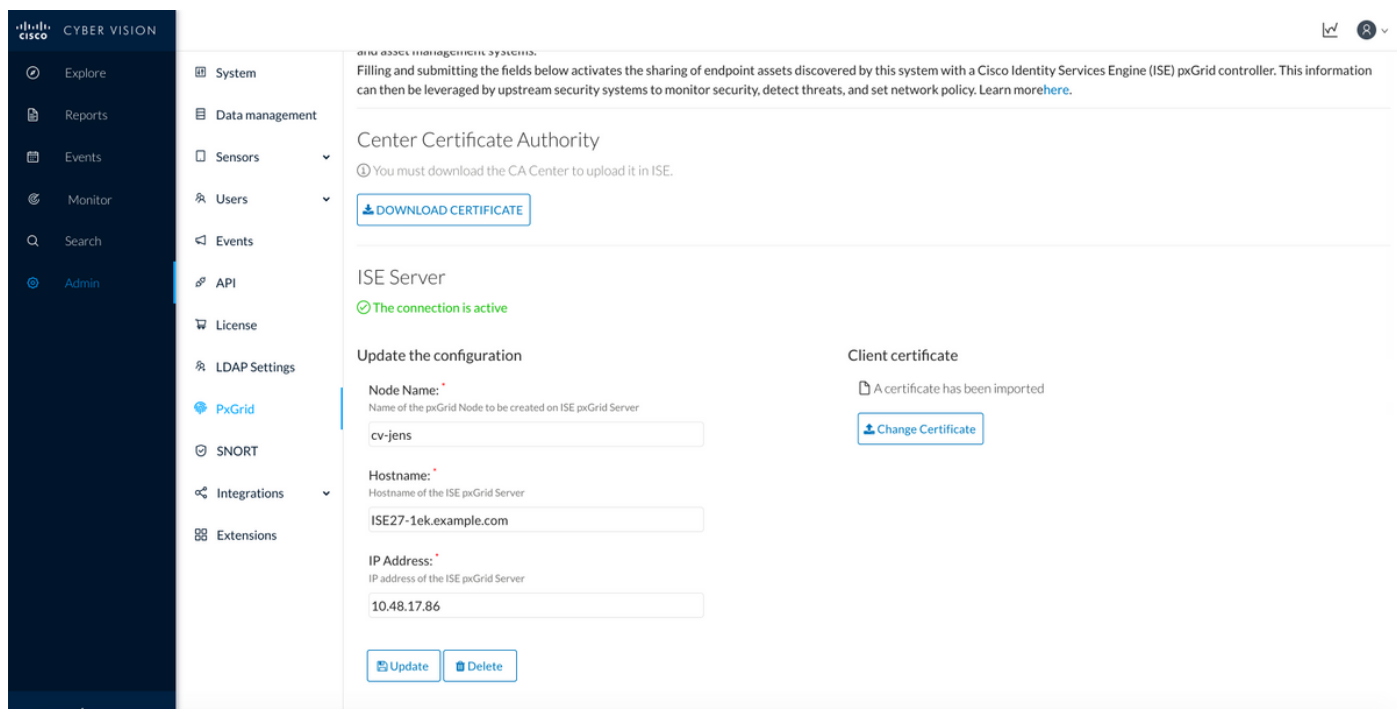 cisco CYBER VISION
Explore
Reports
Events
Monitor
Search
Admin
System
Data management
Sensors
Users
Events
API
License
LDAP Settings
PxGrid
SNORT
Integrations
Extensions
and asset management systems.
Filling and submitting the fields below activates the sharing of endpoint assets discovered by this system with a Cisco Identity Services Engine (ISE) pxGrid controller. This information
can then be leveraged by upstream security systems to monitor security, detect threats, and set network policy. Learn morehere.
Center Certificate Authority
You must download the CA Center to upload it in ISE.
DOWNLOAD CERTIFICATE
ISE Server
The connection is active
Update the configuration
Node Name: *
Name of the pxGrid Node to be created on ISE pxGrid Server
cv-jens
Hostname: *
Hostname of the ISE pxGrid Server
ISE27-1ek.example.com
IP Address: *
IP address of the ISE pxGrid Server
10.48.17.86
Update
Delete
Client certificate
A certificate has been imported
Change Certificate